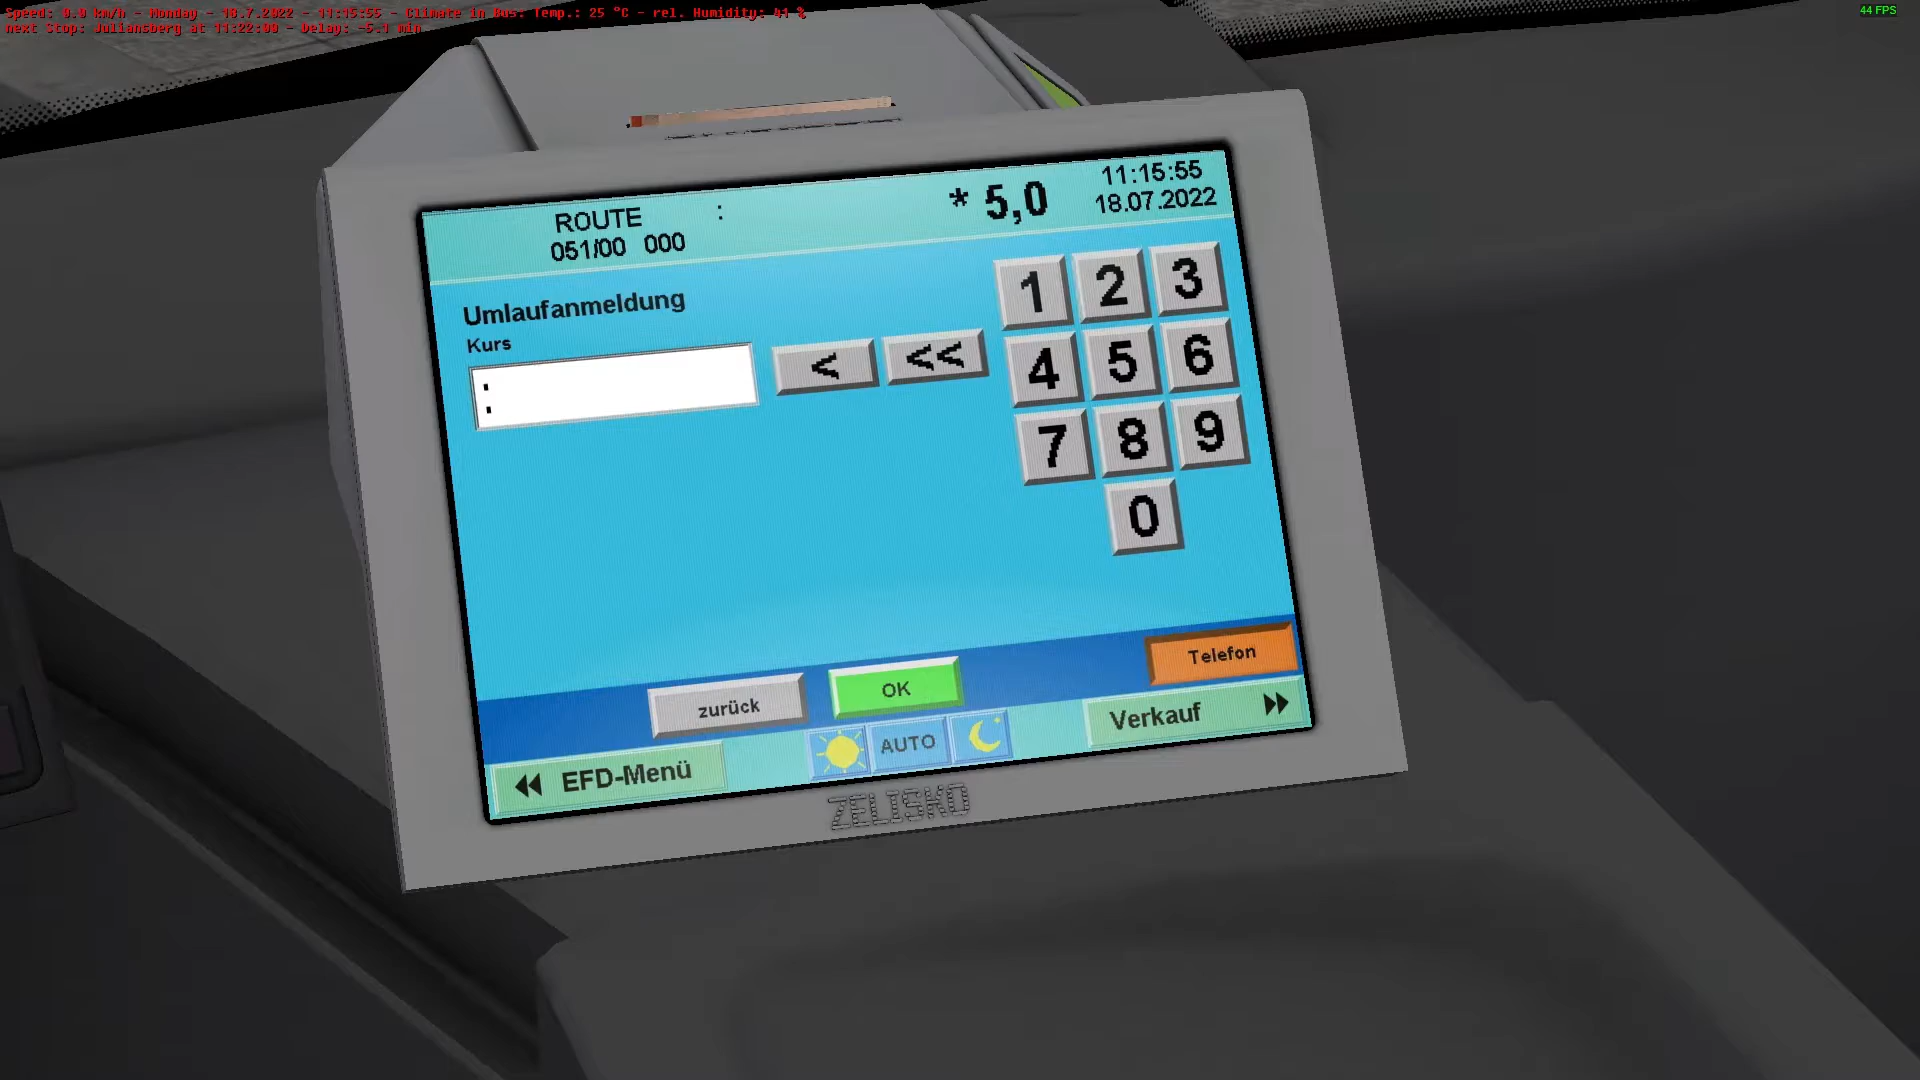 Speed: 0.0 km/h - Monday - 18.7.2022 - 11:15:55 - Climate in Bus: Temp.: 25 °C - rel. Humidity: 41 %
next Stop: Juliansberg at 11:22:00 - Delay: -5.1 min
44 FPS
ROUTE :
051/00 000
* 5,0
11:15:55
18.07.2022
Umlaufanmeldung
Kurs
:
:
< <<
1 2 3
4 5 6
7 8 9
0
Telefon
zurück OK
Verkauf
AUTO
EFD-Menü
ZELISKO